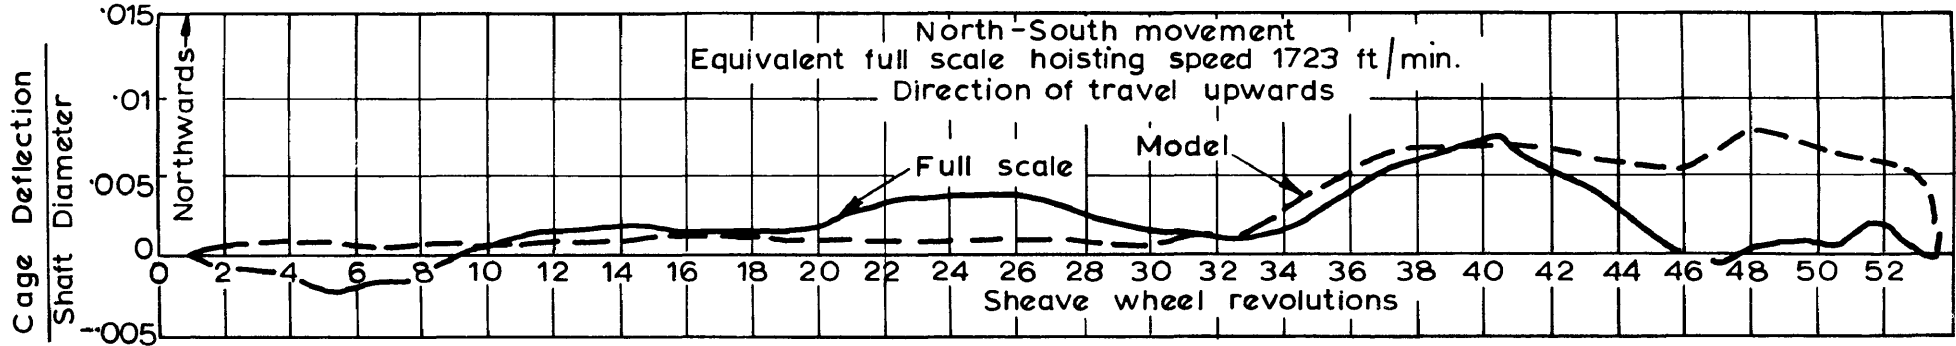 ·015
·01
·005
0
-·005
Cage Deflection
Shaft Diameter
Northwards
North-South movement
Equivalent full scale hoisting speed 1723 ft/min.
Direction of travel upwards
Model
Full scale
0 2 4 6 8 10 12 14 16 18 20 22 24 26 28 30 32 34 36 38 40 42 44 46 48 50 52
Sheave wheel revolutions